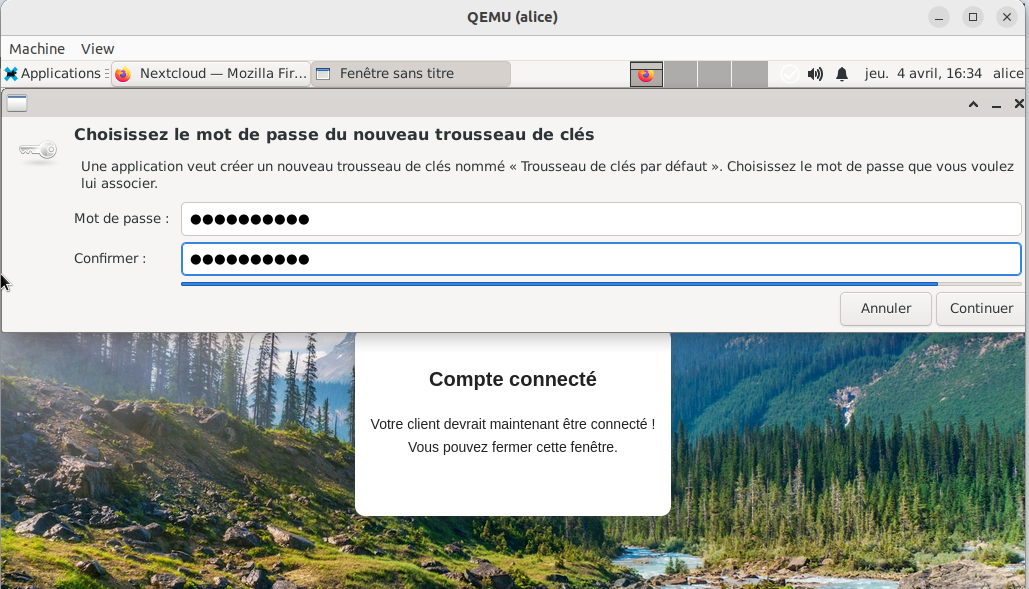 QEMU (alice)
Machine View
Applications Nextcloud — Mozilla Fir... Fenêtre sans titre jeu. 4 avril, 16:34 alice
Choisissez le mot de passe du nouveau trousseau de clés
Une application veut créer un nouveau trousseau de clés nommé « Trousseau de clés par défaut ». Choisissez le mot de passe que vous voulez
lui associer.
Mot de passe : ●●●●●●●●●●
Confirmer : ●●●●●●●●●●
Annuler Continuer
Compte connecté
Votre client devrait maintenant être connecté !
Vous pouvez fermer cette fenêtre.